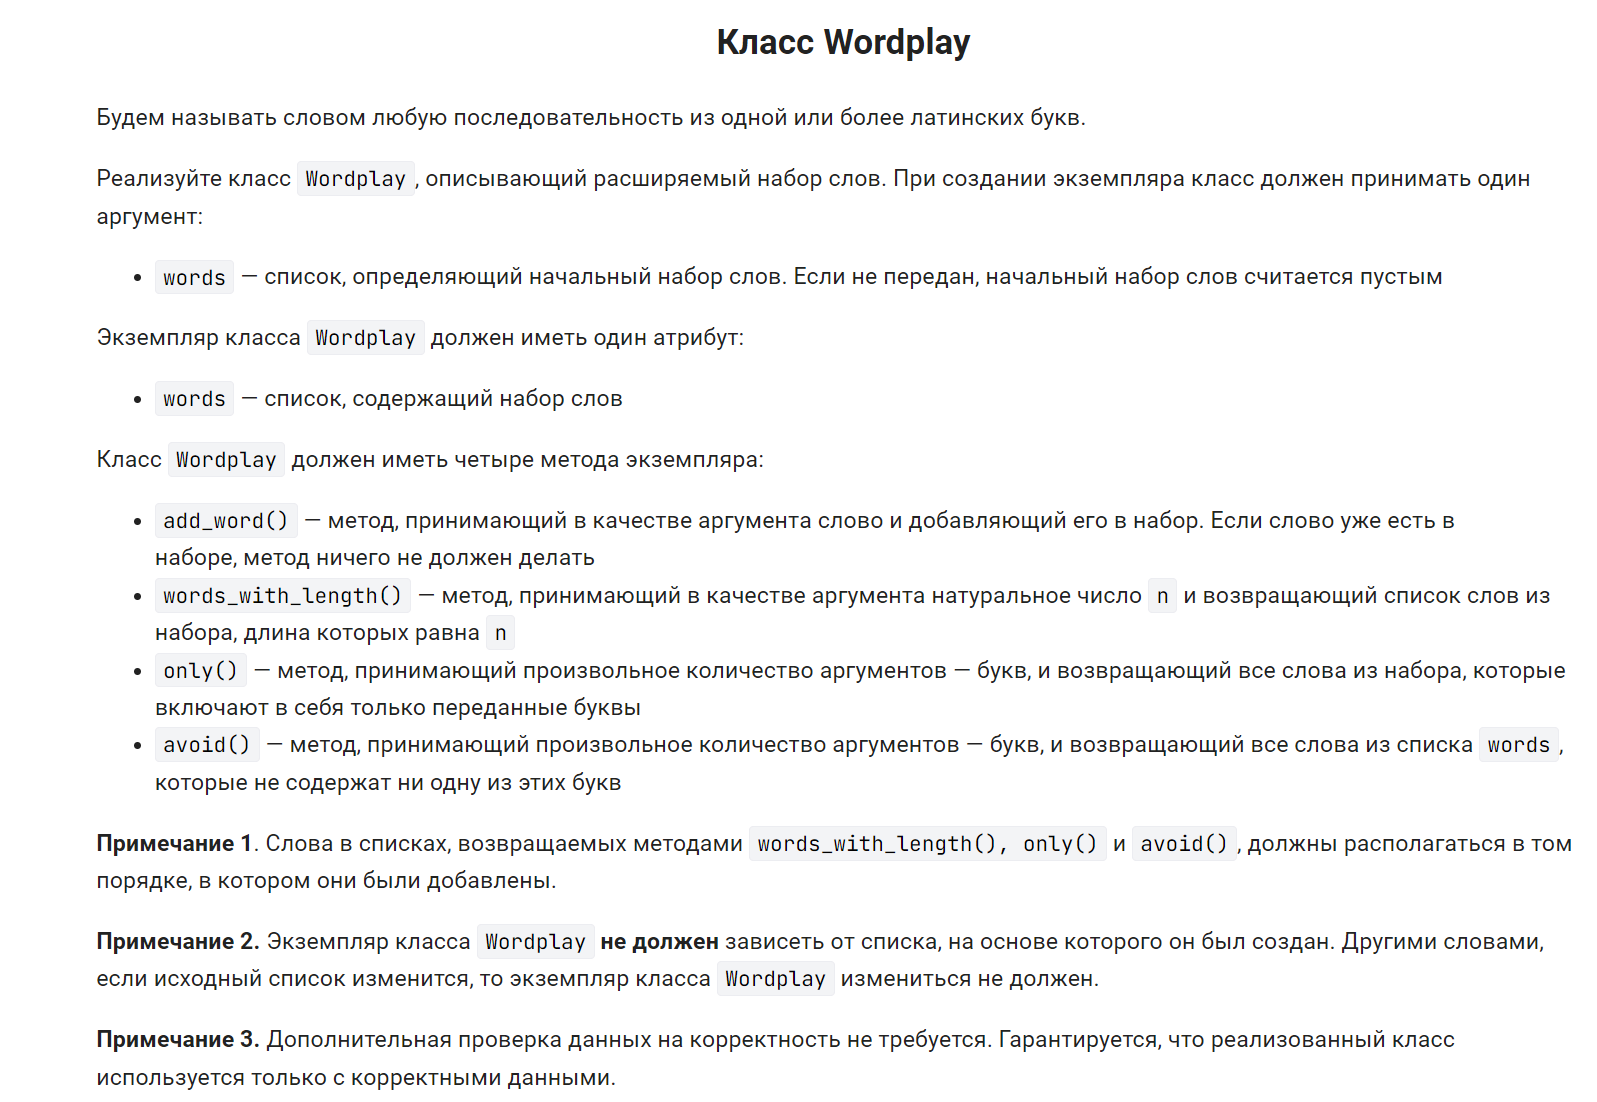 Класс Wordplay
Будем называть словом любую последовательность из одной или более латинских букв.
Реализуйте класс Wordplay, описывающий расширяемый набор слов. При создании экземпляра класс должен принимать один
аргумент:
• words — список, определяющий начальный набор слов. Если не передан, начальный набор слов считается пустым
Экземпляр класса Wordplay должен иметь один атрибут:
• words — список, содержащий набор слов
Класс Wordplay должен иметь четыре метода экземпляра:
• add_word() — метод, принимающий в качестве аргумента слово и добавляющий его в набор. Если слово уже есть в
наборе, метод ничего не должен делать
• words_with_length() — метод, принимающий в качестве аргумента натуральное число n и возвращающий список слов из
набора, длина которых равна n
• only() — метод, принимающий произвольное количество аргументов — букв, и возвращающий все слова из набора, которые
включают в себя только переданные буквы
• avoid() — метод, принимающий произвольное количество аргументов — букв, и возвращающий все слова из списка words,
которые не содержат ни одну из этих букв
Примечание 1. Слова в списках, возвращаемых методами words_with_length(), only() и avoid(), должны располагаться в том
порядке, в котором они были добавлены.
Примечание 2. Экземпляр класса Wordplay не должен зависеть от списка, на основе которого он был создан. Другими словами,
если исходный список изменится, то экземпляр класса Wordplay измениться не должен.
Примечание 3. Дополнительная проверка данных на корректность не требуется. Гарантируется, что реализованный класс
используется только с корректными данными.